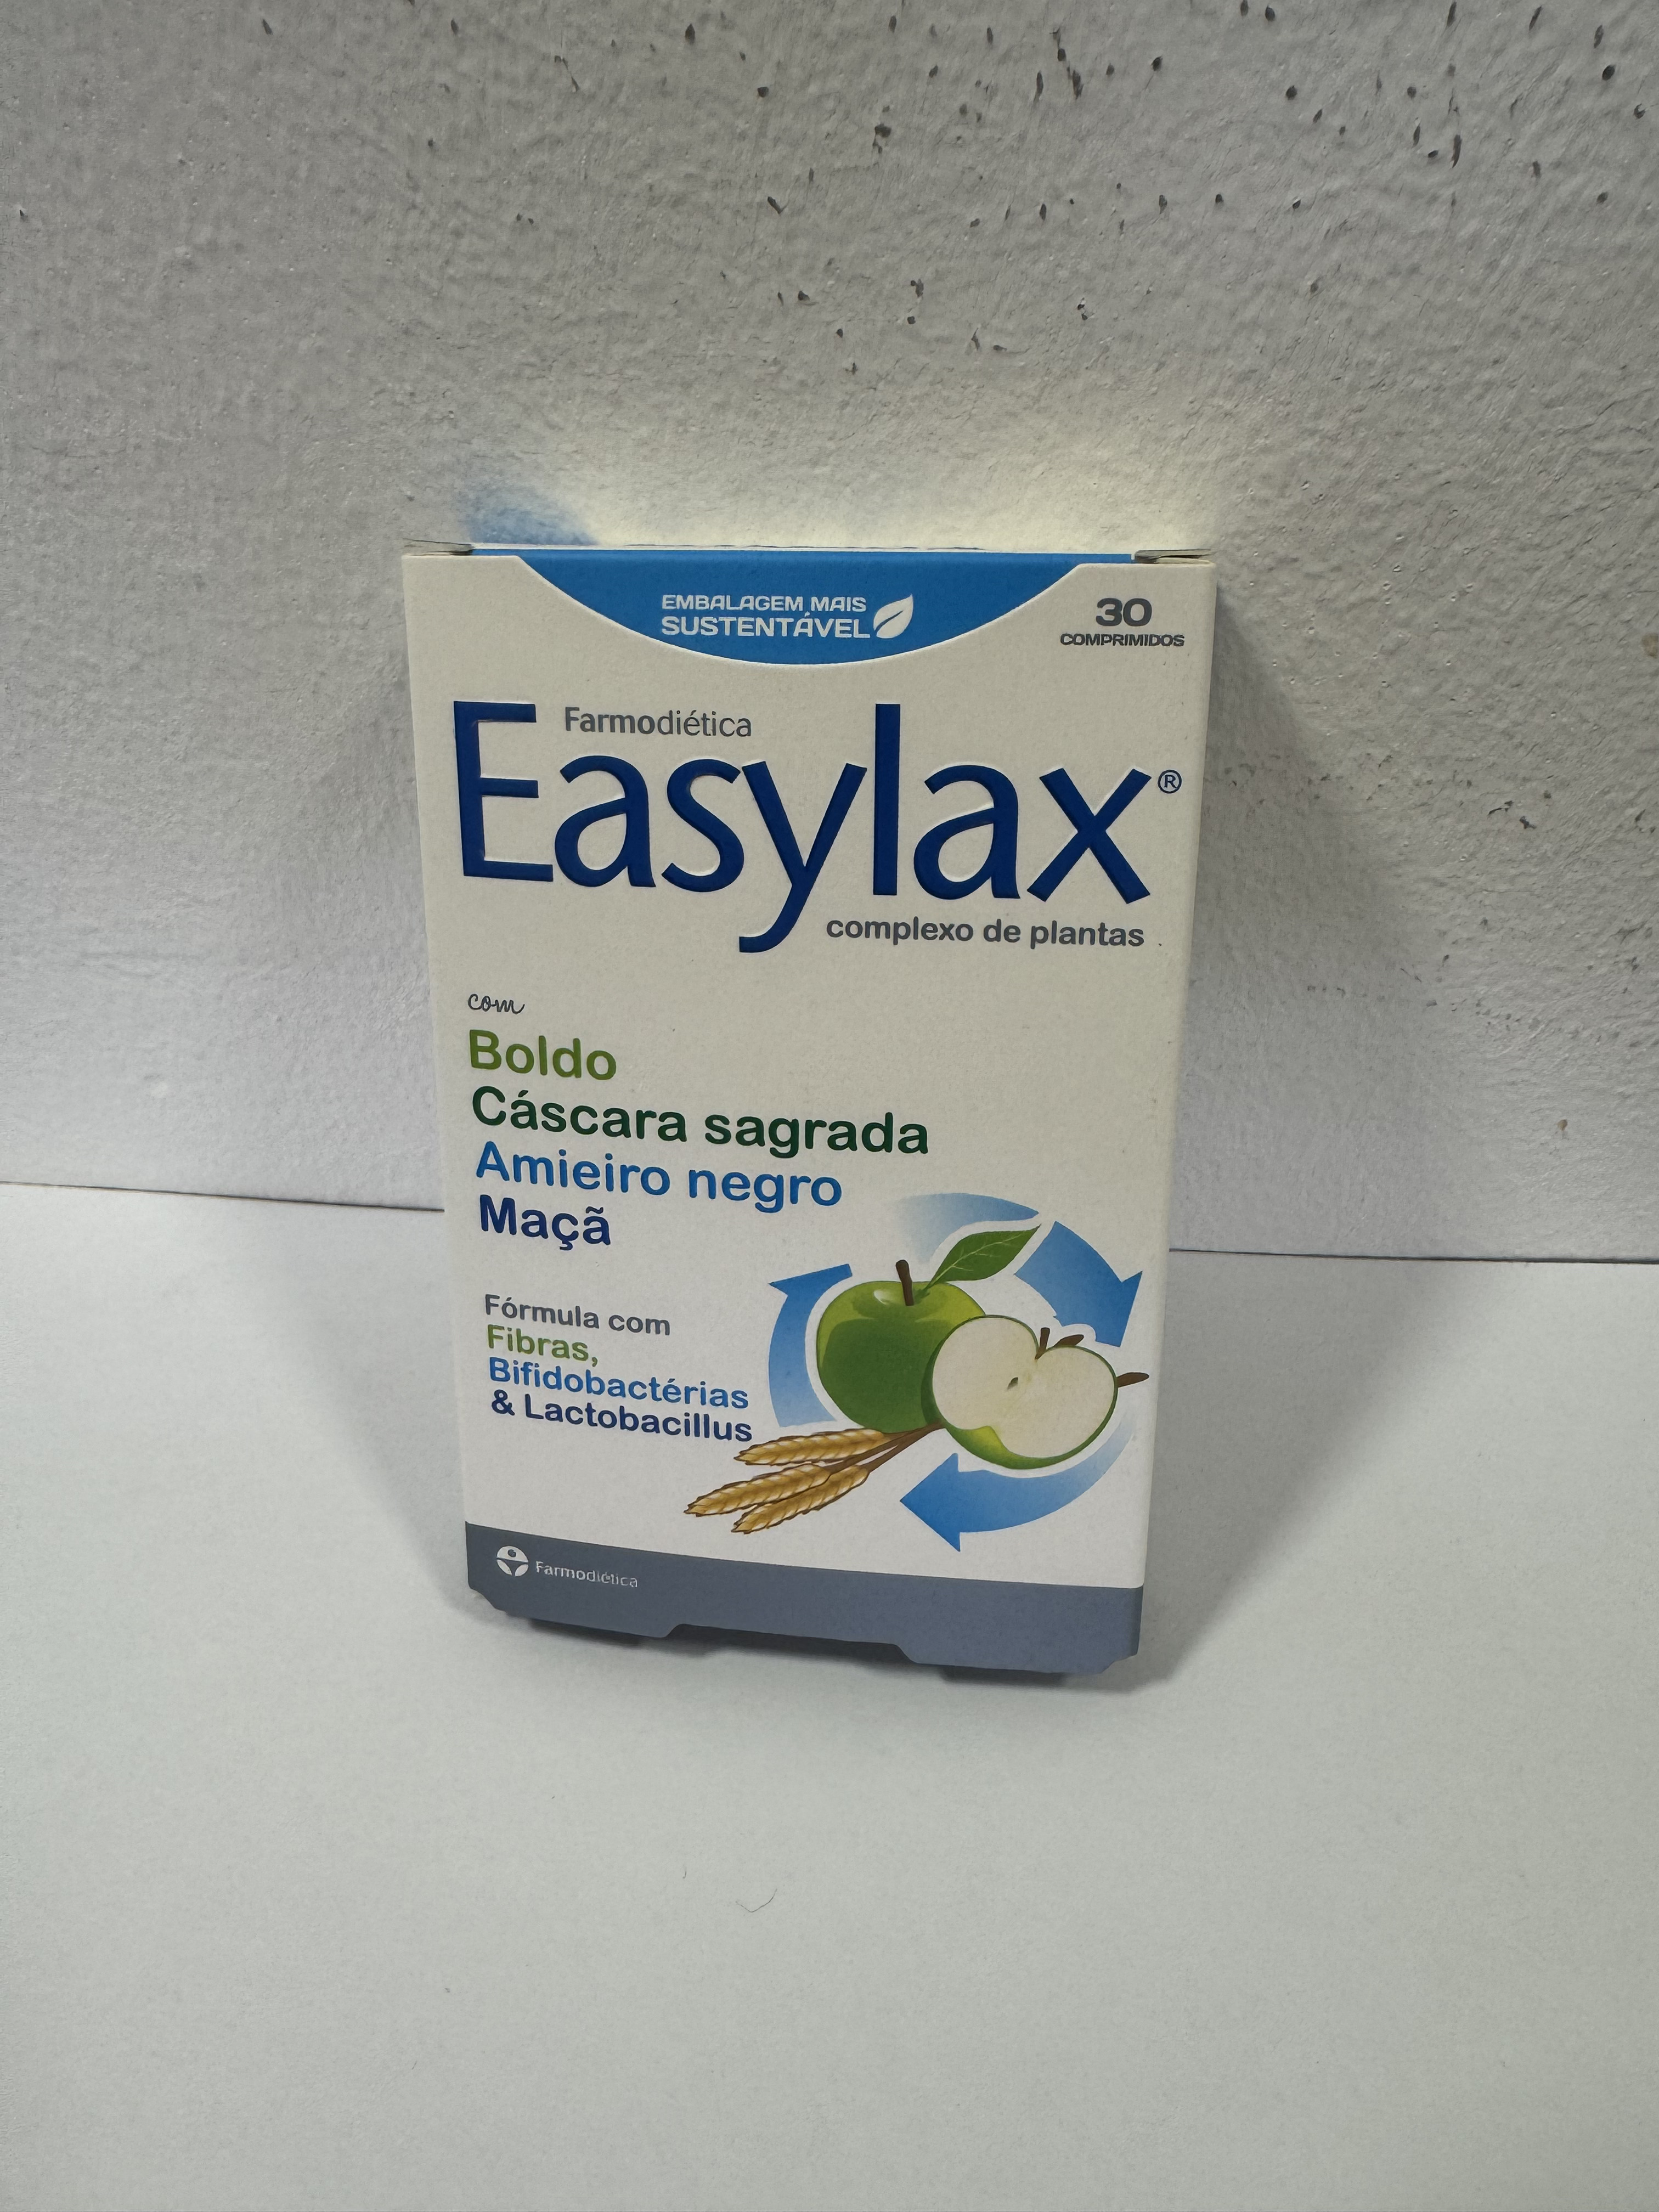 EMBALAGEM MAIS
SUSTENTÁVEL
30
COMPRIMIDOS
Farmodiética
Easylax®
complexo de plantas
com
Boldo
Cáscara sagrada
Amieiro negro
Maçã
Fórmula com
Fibras,
Bifidobactérias
& Lactobacillus
Farmodiética